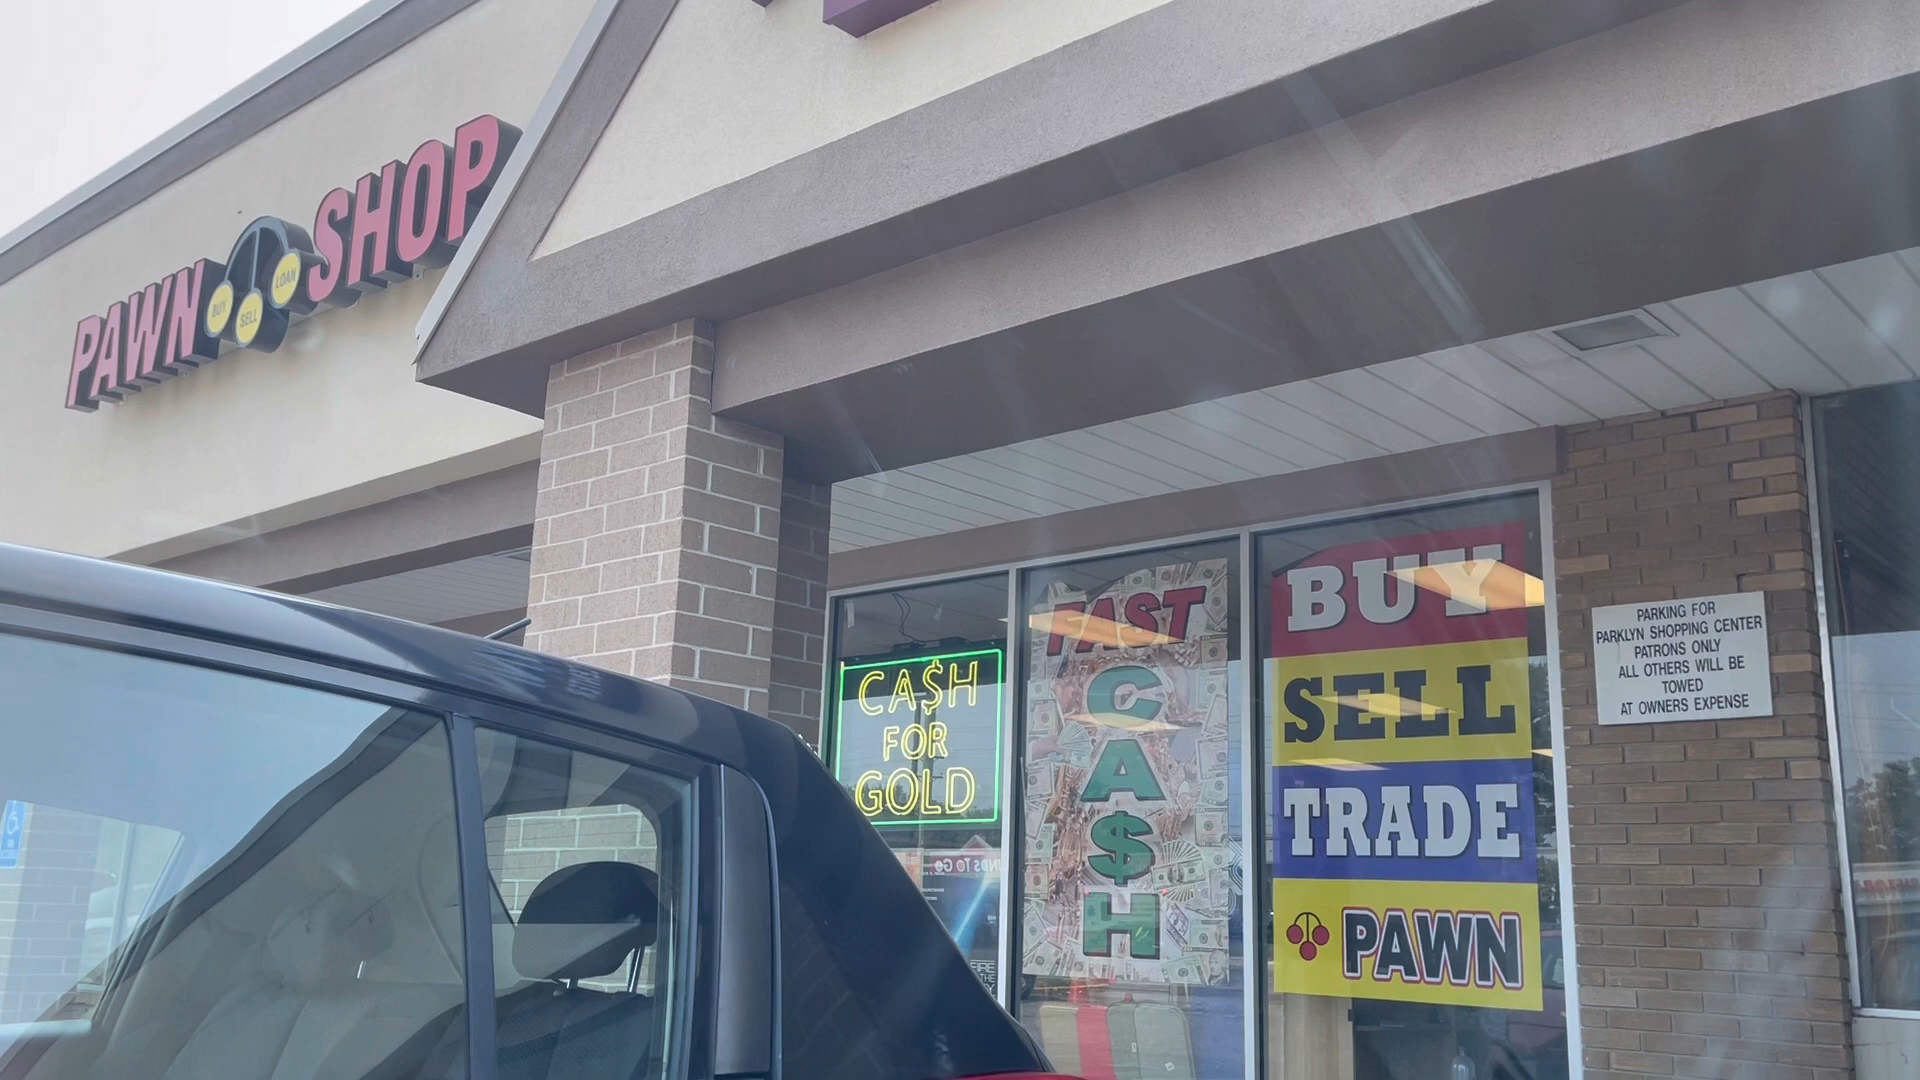 PAWN SHOP
BUY
SELL
LOAN
CA$H
FOR
GOLD
FAST
CA$H
BUY
SELL
TRADE
PAWN
PARKING FOR
PARKLYN SHOPPING CENTER
PATRONS ONLY
ALL OTHERS WILL BE
TOWED
AT OWNERS EXPENSE